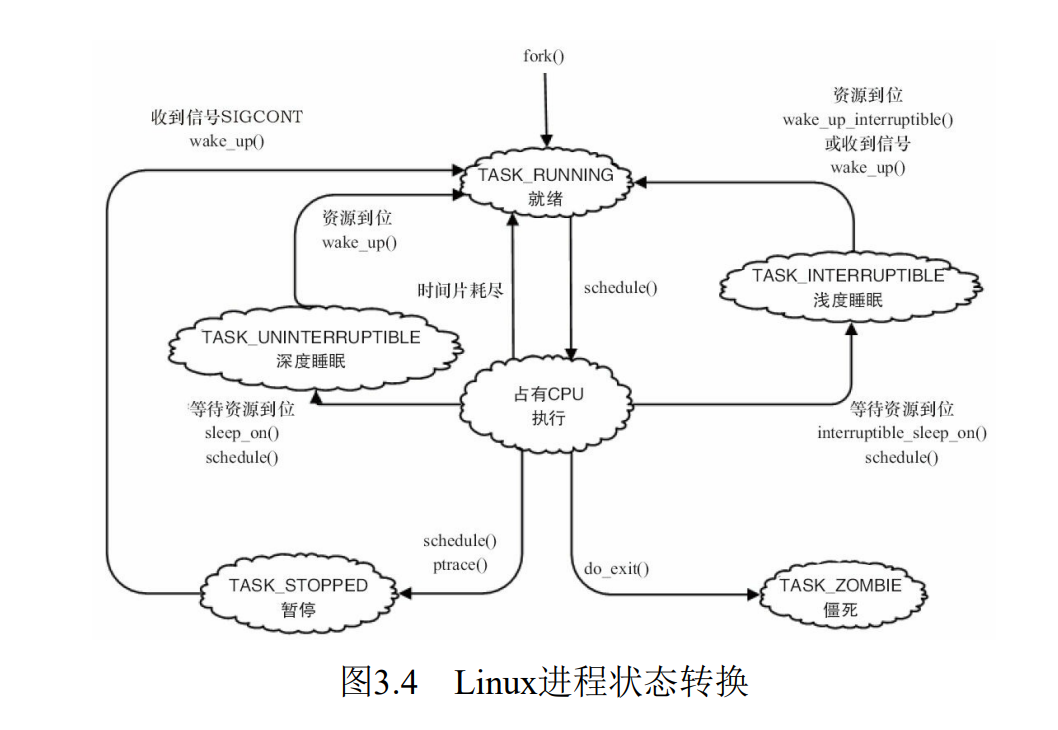 fork()
收到信号SIGCONT
wake_up()
资源到位
wake_up_interruptible()
或收到信号
wake_up()
TASK_RUNNING
就绪
资源到位
wake_up()
时间片耗尽
schedule()
TASK_INTERRUPTIBLE
浅度睡眠
TASK_UNINTERRUPTIBLE
深度睡眠
占有CPU
执行
等待资源到位
sleep_on()
schedule()
等待资源到位
interruptible_sleep_on()
schedule()
schedule()
ptrace()
do_exit()
TASK_STOPPED
暂停
TASK_ZOMBIE
僵死
图3.4 Linux进程状态转换